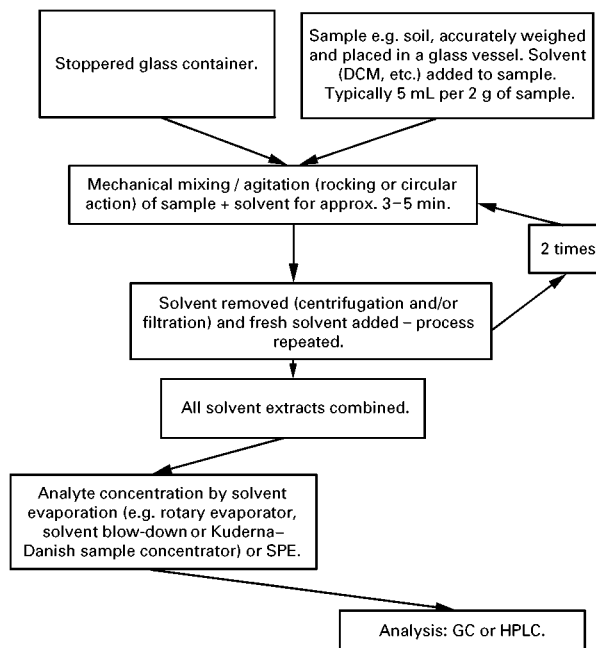 Stoppered glass container.
Sample e.g. soil, accurately weighed
and placed in a glass vessel. Solvent
(DCM, etc.) added to sample.
Typically 5 mL per 2 g of sample.
Mechanical mixing / agitation (rocking or circular
action) of sample + solvent for approx. 3–5 min.
2 times
Solvent removed (centrifugation and/or
filtration) and fresh solvent added – process
repeated.
All solvent extracts combined.
Analyte concentration by solvent
evaporation (e.g. rotary evaporator,
solvent blow-down or Kuderna–
Danish sample concentrator) or SPE.
Analysis: GC or HPLC.